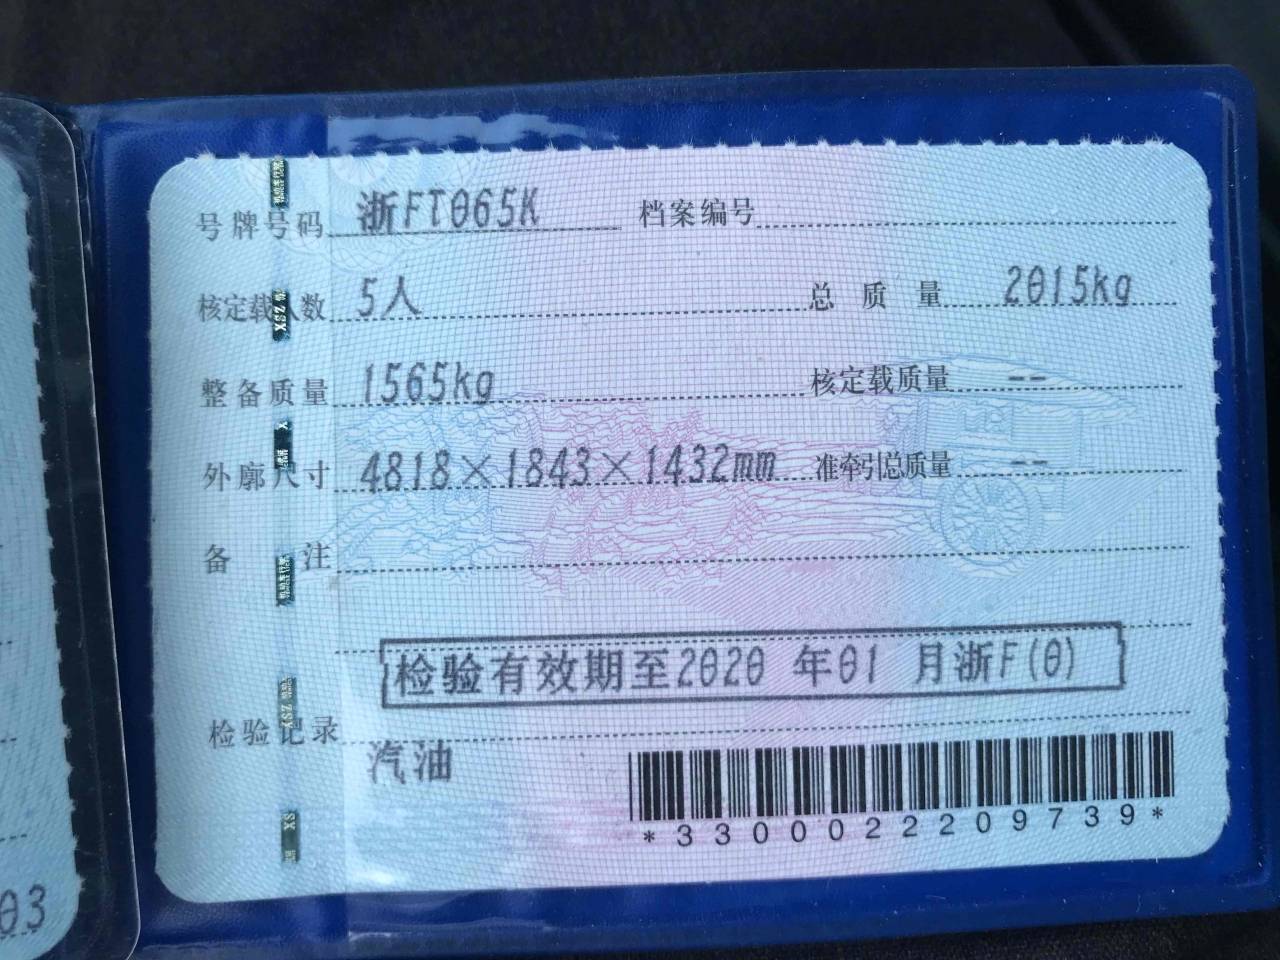 号牌号码 浙FT065K 档案编号
核定载人数 5人 总质量 2015kg
整备质量 1565kg 核定载质量 --
外廓尺寸 4818×1843×1432mm 准牵引总质量 --
备注
检验有效期至2020年01月浙F(0)
检验记录
汽油
*3300022209739*
03